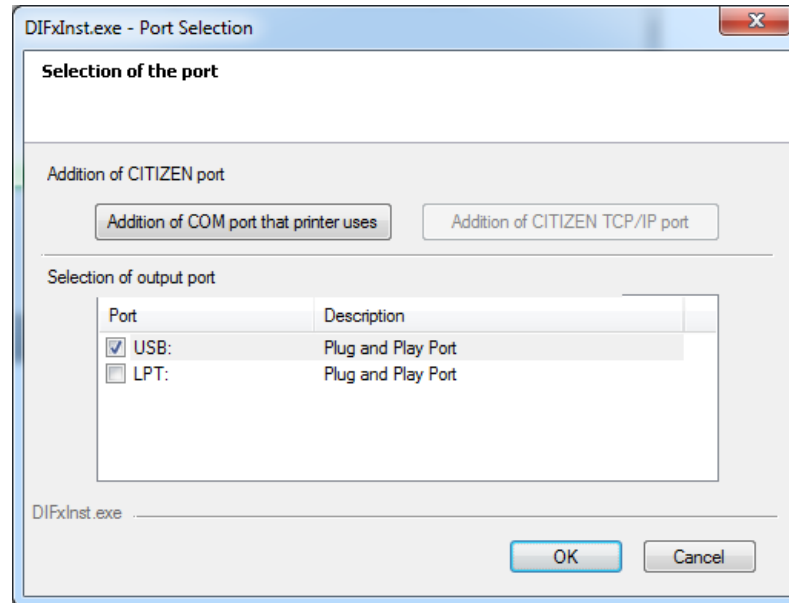 DIFxInst.exe - Port Selection
Selection of the port
Addition of CITIZEN port
Addition of COM port that printer uses Addition of CITIZEN TCP/IP port
Selection of output port
Port Description
USB: Plug and Play Port
LPT: Plug and Play Port
DIFxInst.exe
OK Cancel